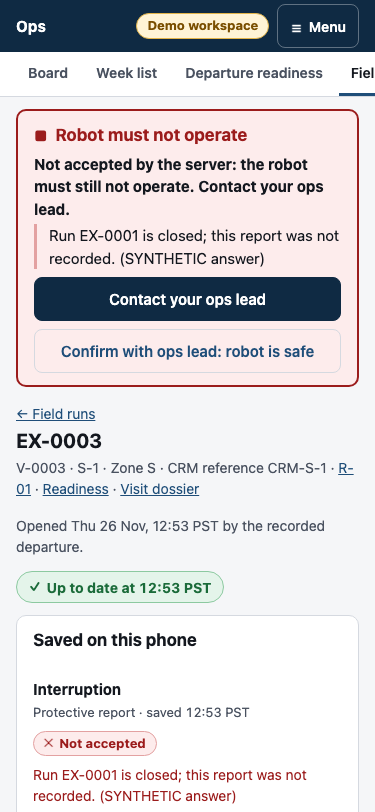 Ops
Demo workspace
≡ Menu
Board
Week list
Departure readiness
Fiel
Robot must not operate
Not accepted by the server: the robot
must still not operate. Contact your ops
lead.
Run EX-0001 is closed; this report was not
recorded. (SYNTHETIC answer)
Contact your ops lead
Confirm with ops lead: robot is safe
← Field runs
EX-0003
V-0003 · S-1 · Zone S · CRM reference CRM-S-1 · R-
01 · Readiness · Visit dossier
Opened Thu 26 Nov, 12:53 PST by the recorded
departure.
✓ Up to date at 12:53 PST
Saved on this phone
Interruption
Protective report · saved 12:53 PST
✕ Not accepted
Run EX-0001 is closed; this report was not
recorded. (SYNTHETIC answer)